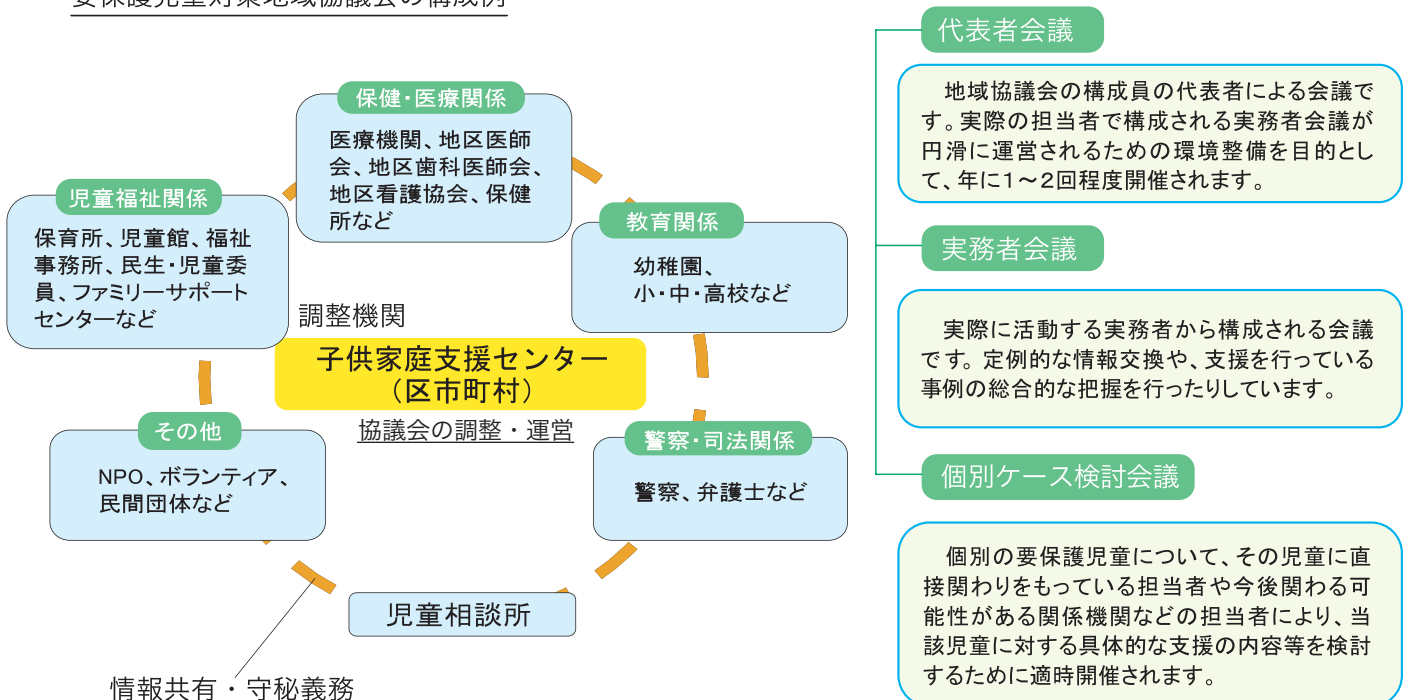 要保護児童対策地域協議会の構成例
保健・医療関係
医療機関、地区医師
会、地区歯科医師会、
地区看護協会、保健
所など
児童福祉関係
保育所、児童館、福祉
事務所、民生・児童委
員、ファミリーサポート
センターなど
教育関係
幼稚園、
小・中・高校など
調整機関
子供家庭支援センター
（区市町村）
協議会の調整・運営
その他
NPO、ボランティア、
民間団体など
警察・司法関係
警察、弁護士など
児童相談所
情報共有・守秘義務
代表者会議
地域協議会の構成員の代表者による会議で
す。実際の担当者で構成される実務者会議が
円滑に運営されるための環境整備を目的とし
て、年に1～2回程度開催されます。
実務者会議
実際に活動する実務者から構成される会議
です。定例的な情報交換や、支援を行っている
事例の総合的な把握を行ったりしています。
個別ケース検討会議
個別の要保護児童について、その児童に直
接関わりをもっている担当者や今後関わる可
能性がある関係機関などの担当者により、当
該児童に対する具体的な支援の内容等を検討
するために適時開催されます。